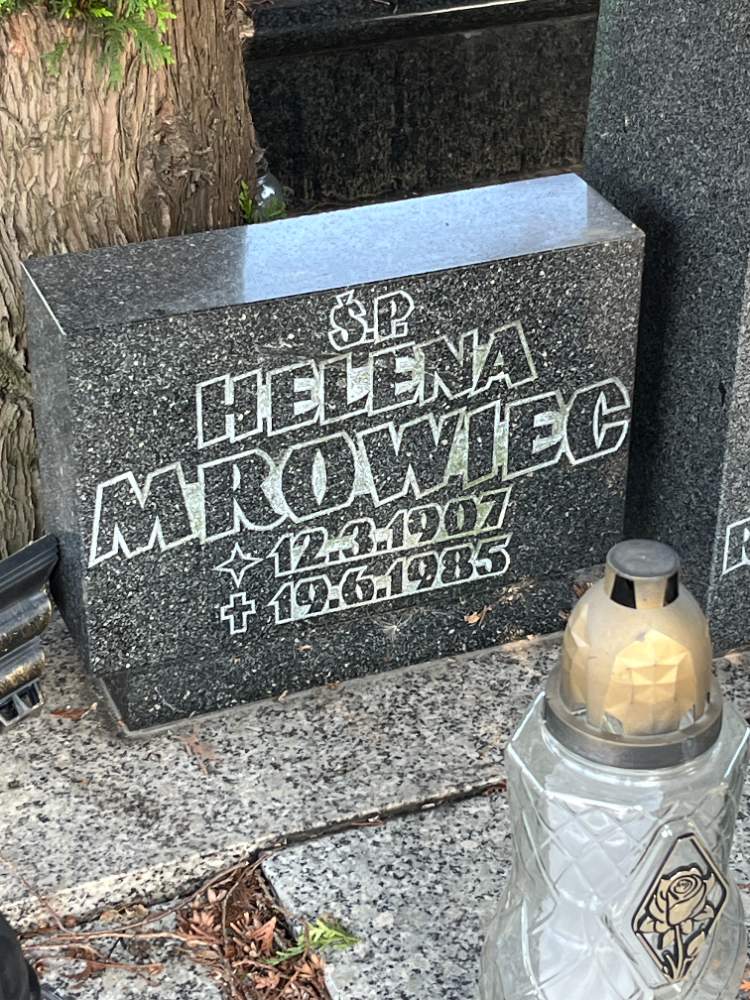 Ś.P.
HELENA
MROWIEC
12.3.1907
19.6.1985